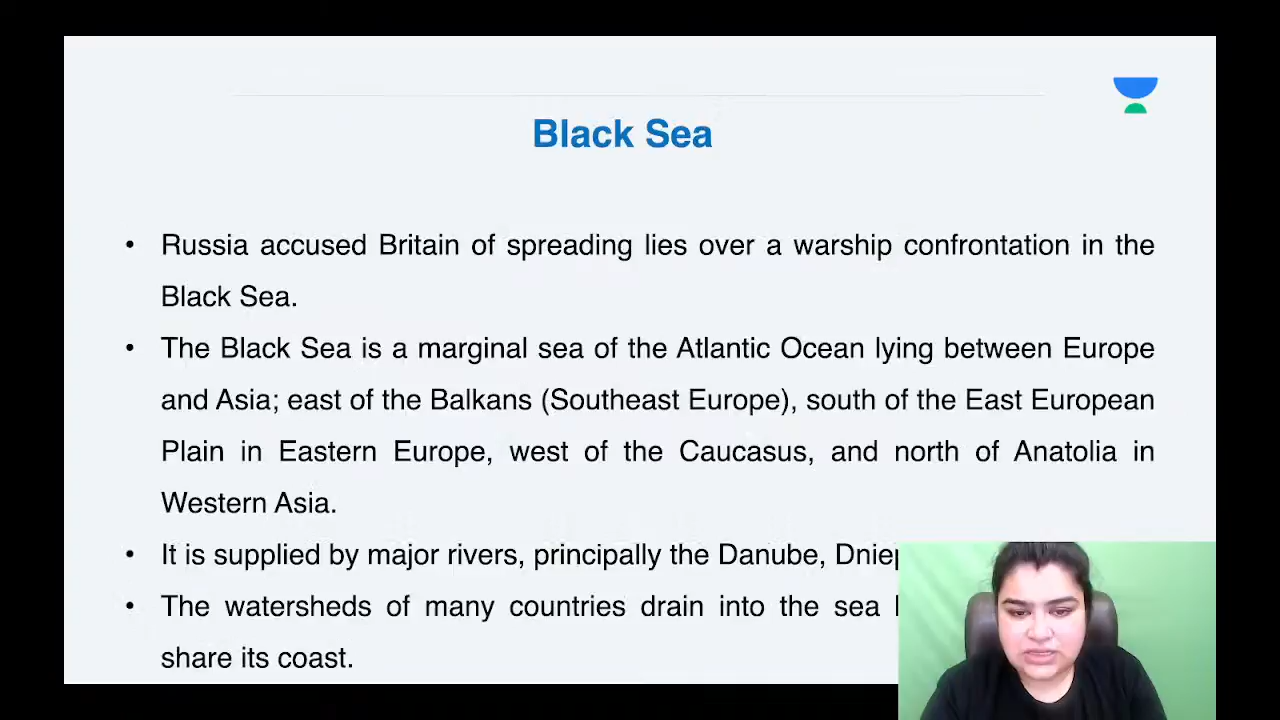 Black Sea
• Russia accused Britain of spreading lies over a warship confrontation in the
Black Sea.
• The Black Sea is a marginal sea of the Atlantic Ocean lying between Europe
and Asia; east of the Balkans (Southeast Europe), south of the East European
Plain in Eastern Europe, west of the Caucasus, and north of Anatolia in
Western Asia.
• It is supplied by major rivers, principally the Danube,
• The watersheds of many countries drain into the sea
share its coast.